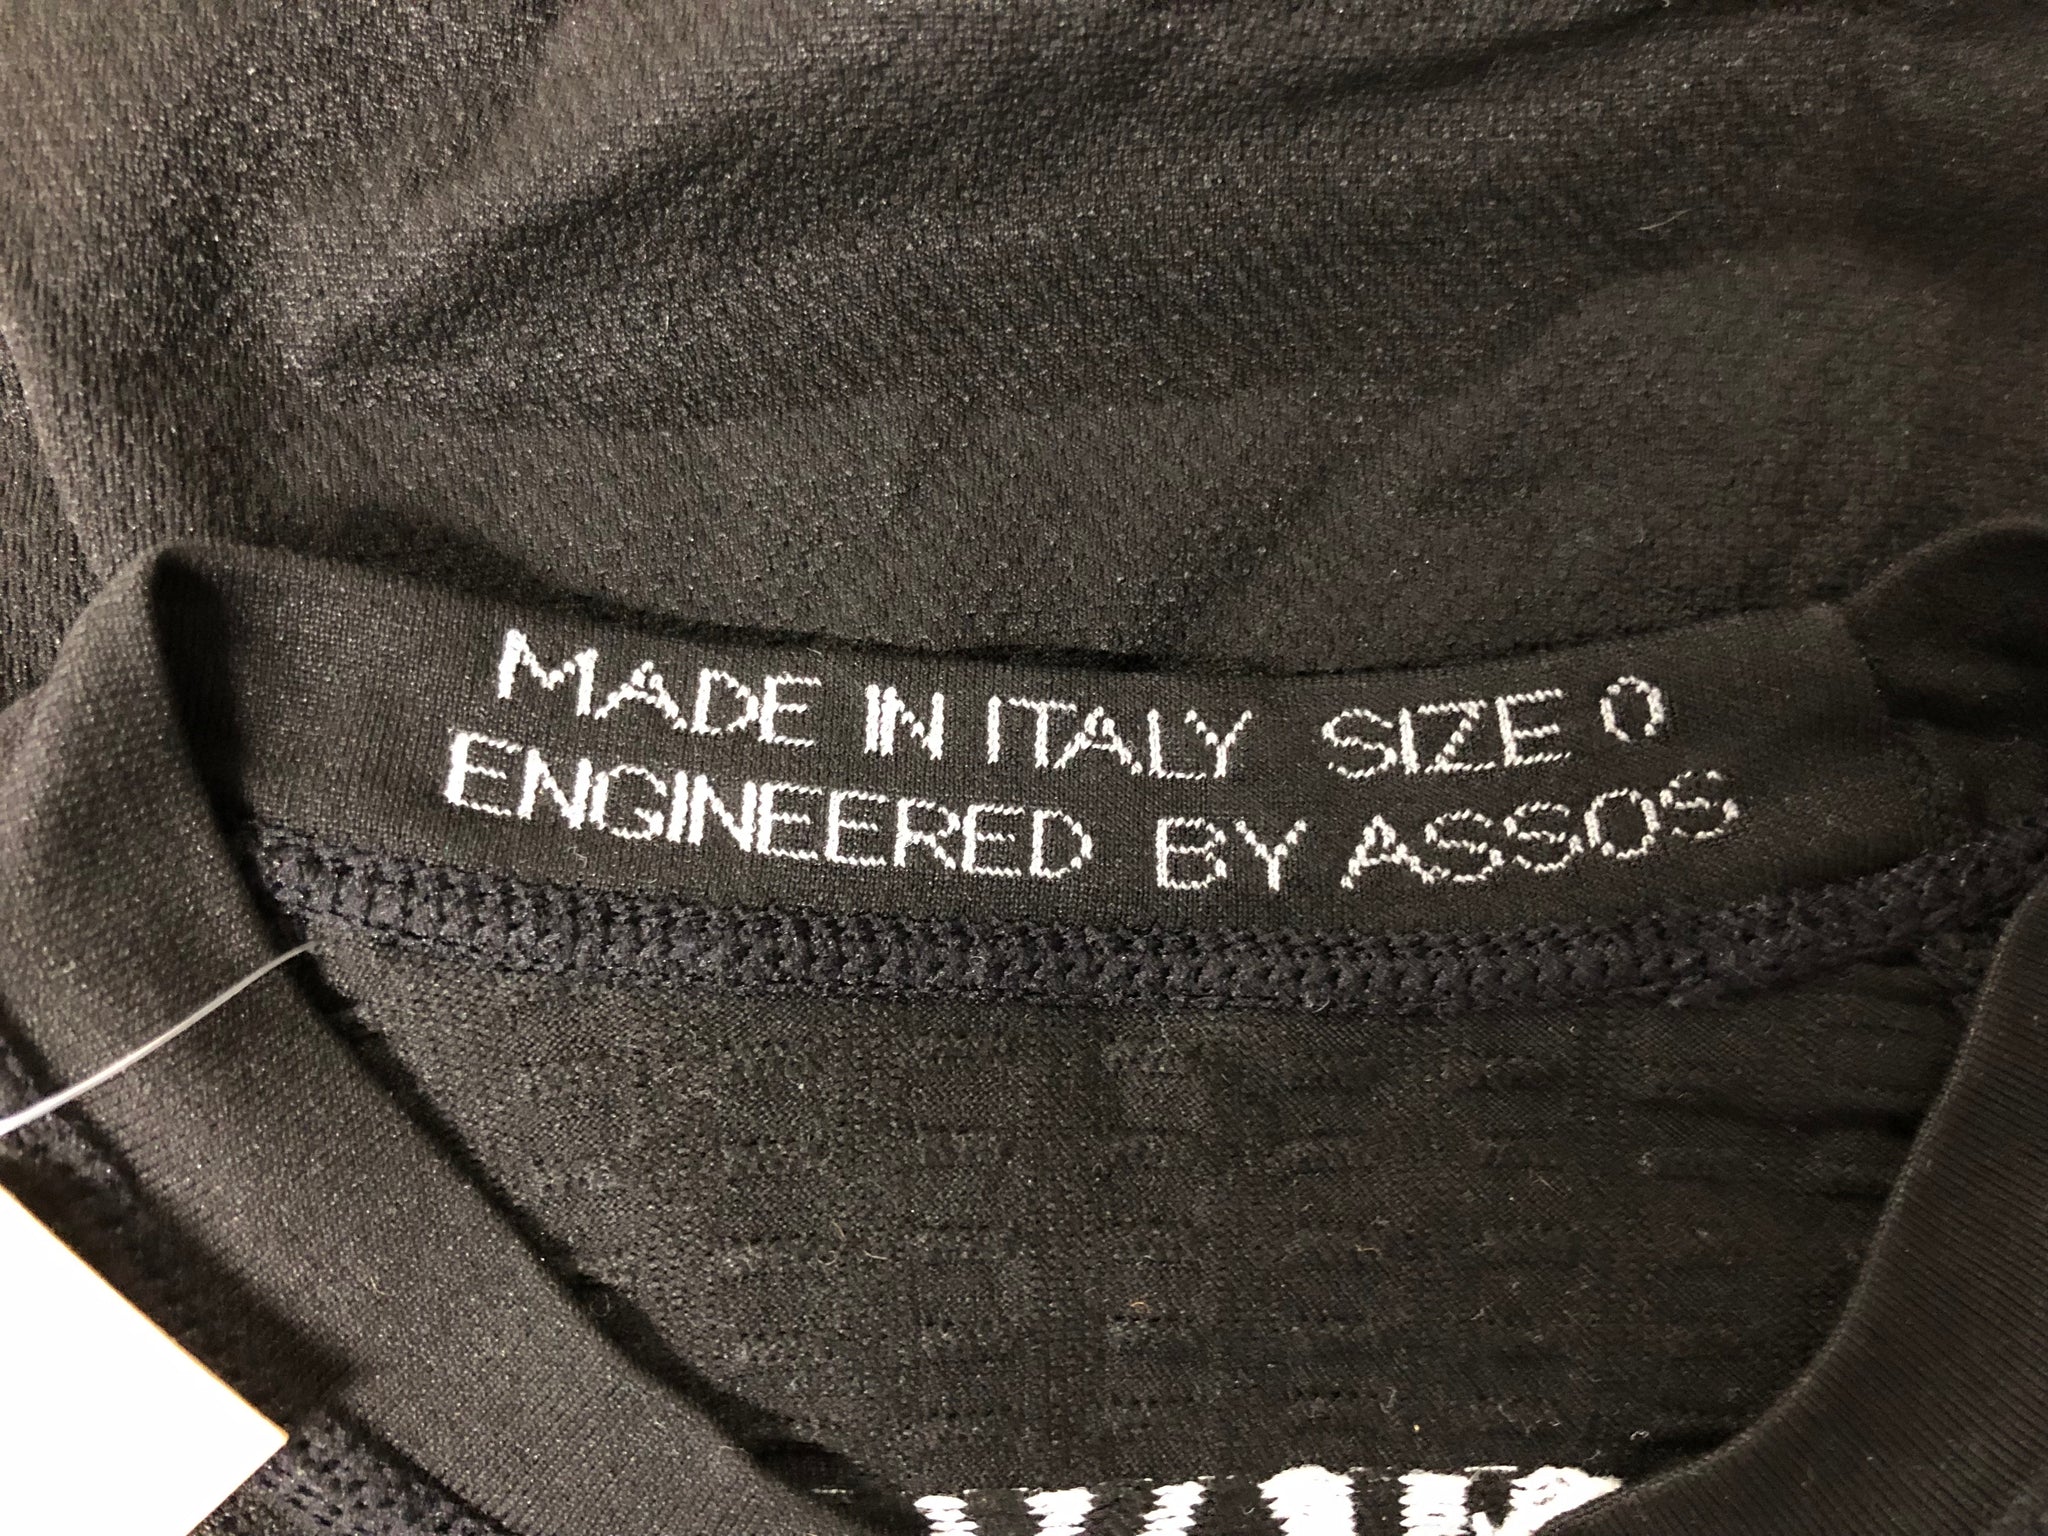 MADE IN ITALY SIZE 0
ENGINEERED BY ASSOS